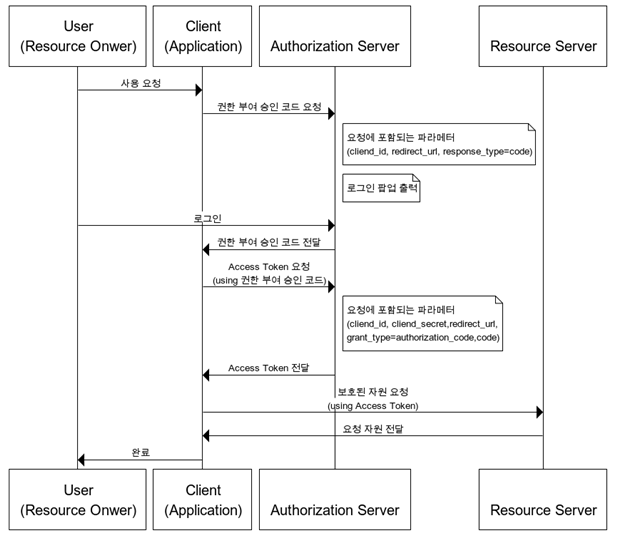 User
(Resource Onwer)
Client
(Application)
Authorization Server
Resource Server
사용 요청
권한 부여 승인 코드 요청
요청에 포함되는 파라메터
(cliend_id, redirect_url, response_type=code)
로그인 팝업 출력
로그인
권한 부여 승인 코드 전달
Access Token 요청
(using 권한 부여 승인 코드)
요청에 포함되는 파라메터
(cliend_id, cliend_secret,redirect_url,
grant_type=authorization_code,code)
Access Token 전달
보호된 자원 요청
(using Access Token)
요청 자원 전달
완료
User
(Resource Onwer)
Client
(Application)
Authorization Server
Resource Server